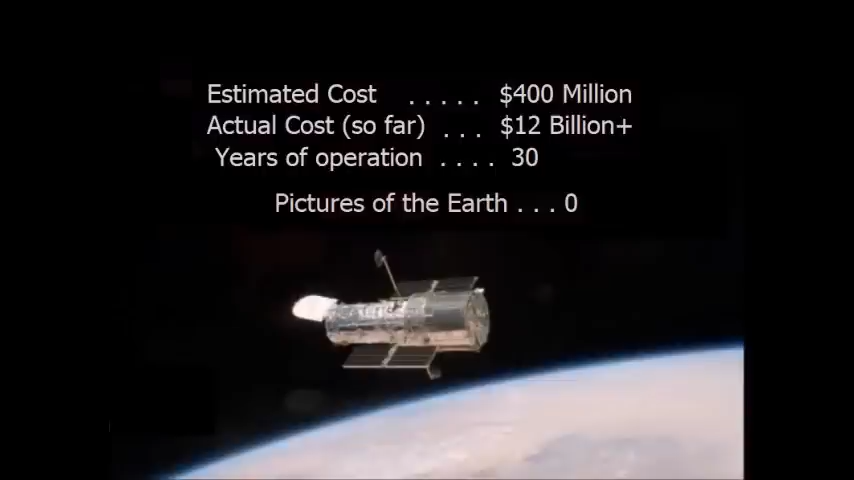 Estimated Cost ..... $400 Million
Actual Cost (so far) ... $12 Billion+
Years of operation .... 30
Pictures of the Earth ... 0